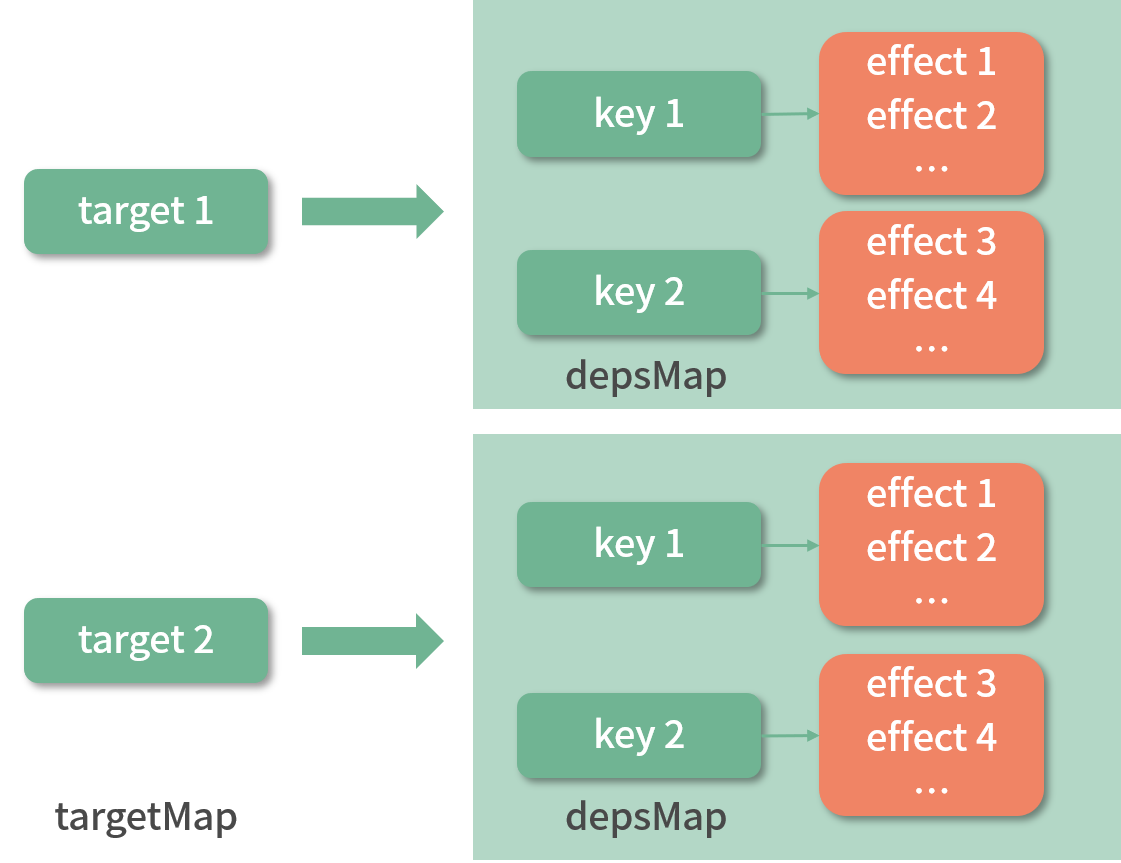 target 1
key 1
effect 1
effect 2
...
key 2
effect 3
effect 4
...
depsMap
target 2
key 1
effect 1
effect 2
...
key 2
effect 3
effect 4
...
targetMap
depsMap